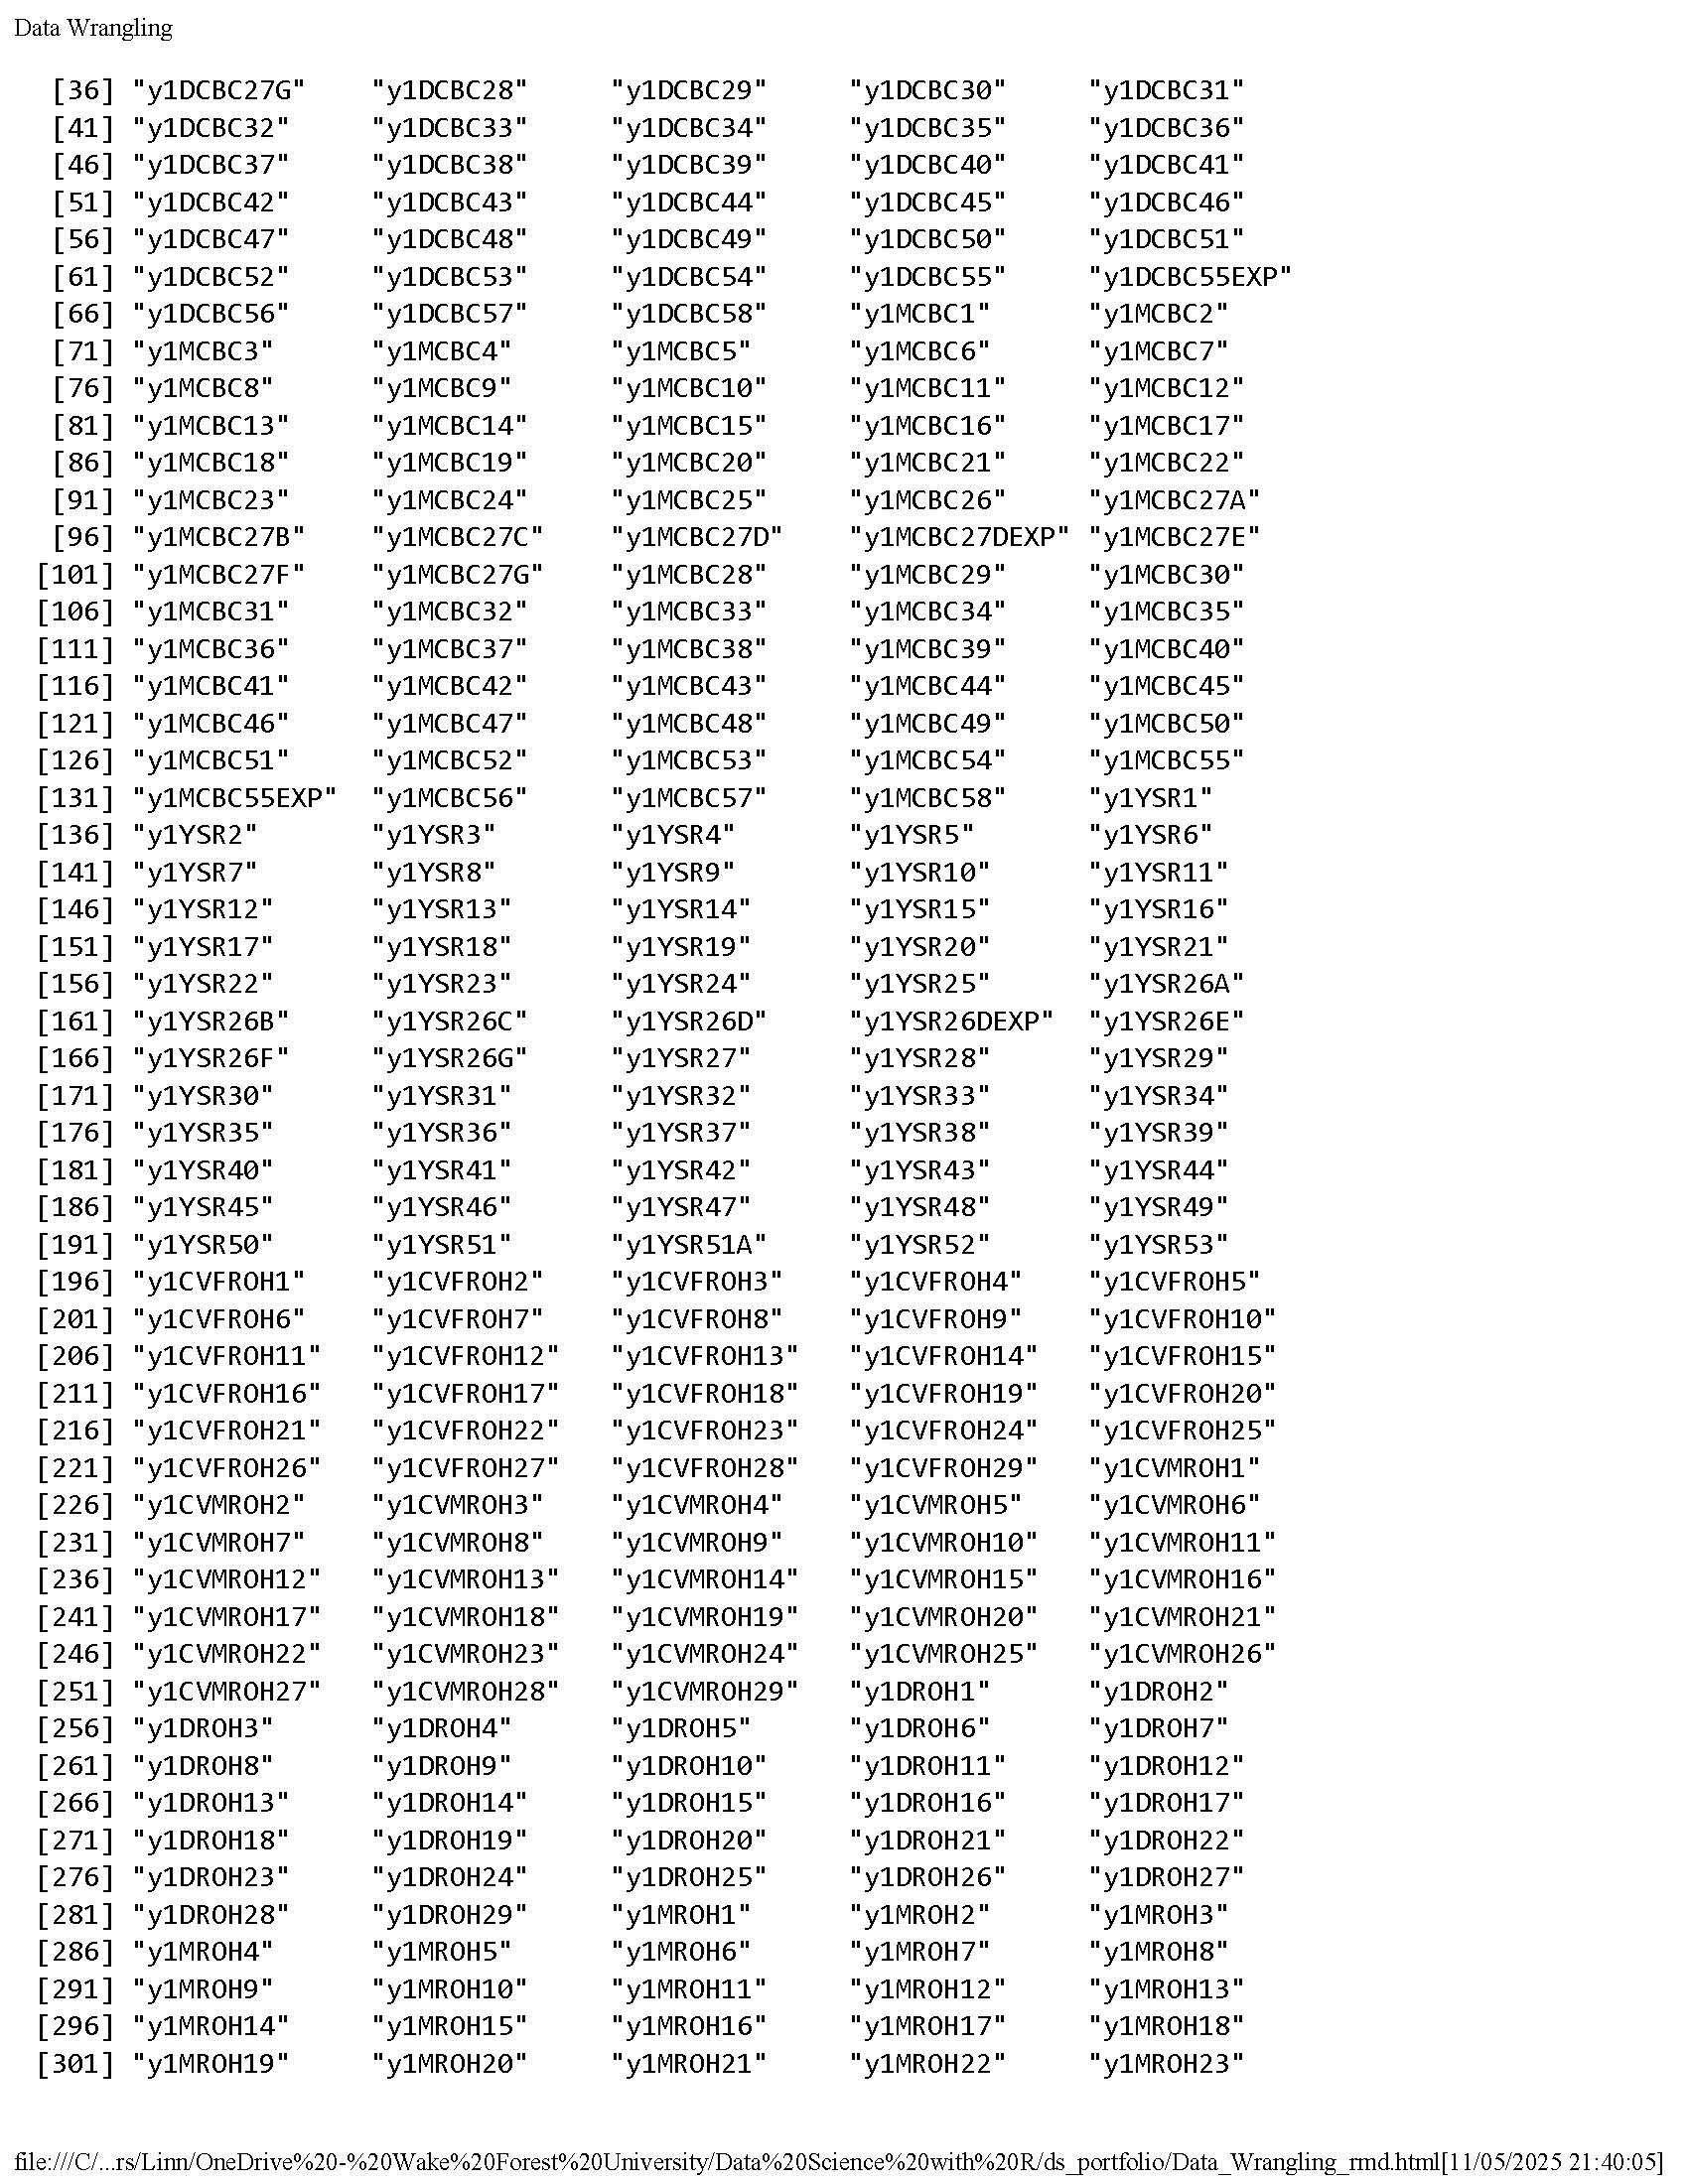 Data Wrangling
[36] "y1DCBC27G" "y1DCBC28" "y1DCBC29" "y1DCBC30" "y1DCBC31"
[41] "y1DCBC32" "y1DCBC33" "y1DCBC34" "y1DCBC35" "y1DCBC36"
[46] "y1DCBC37" "y1DCBC38" "y1DCBC39" "y1DCBC40" "y1DCBC41"
[51] "y1DCBC42" "y1DCBC43" "y1DCBC44" "y1DCBC45" "y1DCBC46"
[56] "y1DCBC47" "y1DCBC48" "y1DCBC49" "y1DCBC50" "y1DCBC51"
[61] "y1DCBC52" "y1DCBC53" "y1DCBC54" "y1DCBC55" "y1DCBC55EXP"
[66] "y1DCBC56" "y1DCBC57" "y1DCBC58" "y1MCBC1" "y1MCBC2"
[71] "y1MCBC3" "y1MCBC4" "y1MCBC5" "y1MCBC6" "y1MCBC7"
[76] "y1MCBC8" "y1MCBC9" "y1MCBC10" "y1MCBC11" "y1MCBC12"
[81] "y1MCBC13" "y1MCBC14" "y1MCBC15" "y1MCBC16" "y1MCBC17"
[86] "y1MCBC18" "y1MCBC19" "y1MCBC20" "y1MCBC21" "y1MCBC22"
[91] "y1MCBC23" "y1MCBC24" "y1MCBC25" "y1MCBC26" "y1MCBC27A"
[96] "y1MCBC27B" "y1MCBC27C" "y1MCBC27D" "y1MCBC27DEXP" "y1MCBC27E"
[101] "y1MCBC27F" "y1MCBC27G" "y1MCBC28" "y1MCBC29" "y1MCBC30"
[106] "y1MCBC31" "y1MCBC32" "y1MCBC33" "y1MCBC34" "y1MCBC35"
[111] "y1MCBC36" "y1MCBC37" "y1MCBC38" "y1MCBC39" "y1MCBC40"
[116] "y1MCBC41" "y1MCBC42" "y1MCBC43" "y1MCBC44" "y1MCBC45"
[121] "y1MCBC46" "y1MCBC47" "y1MCBC48" "y1MCBC49" "y1MCBC50"
[126] "y1MCBC51" "y1MCBC52" "y1MCBC53" "y1MCBC54" "y1MCBC55"
[131] "y1MCBC55EXP" "y1MCBC56" "y1MCBC57" "y1MCBC58" "y1YSR1"
[136] "y1YSR2" "y1YSR3" "y1YSR4" "y1YSR5" "y1YSR6"
[141] "y1YSR7" "y1YSR8" "y1YSR9" "y1YSR10" "y1YSR11"
[146] "y1YSR12" "y1YSR13" "y1YSR14" "y1YSR15" "y1YSR16"
[151] "y1YSR17" "y1YSR18" "y1YSR19" "y1YSR20" "y1YSR21"
[156] "y1YSR22" "y1YSR23" "y1YSR24" "y1YSR25" "y1YSR26A"
[161] "y1YSR26B" "y1YSR26C" "y1YSR26D" "y1YSR26DEXP" "y1YSR26E"
[166] "y1YSR26F" "y1YSR26G" "y1YSR27" "y1YSR28" "y1YSR29"
[171] "y1YSR30" "y1YSR31" "y1YSR32" "y1YSR33" "y1YSR34"
[176] "y1YSR35" "y1YSR36" "y1YSR37" "y1YSR38" "y1YSR39"
[181] "y1YSR40" "y1YSR41" "y1YSR42" "y1YSR43" "y1YSR44"
[186] "y1YSR45" "y1YSR46" "y1YSR47" "y1YSR48" "y1YSR49"
[191] "y1YSR50" "y1YSR51" "y1YSR51A" "y1YSR52" "y1YSR53"
[196] "y1CVFROH1" "y1CVFROH2" "y1CVFROH3" "y1CVFROH4" "y1CVFROH5"
[201] "y1CVFROH6" "y1CVFROH7" "y1CVFROH8" "y1CVFROH9" "y1CVFROH10"
[206] "y1CVFROH11" "y1CVFROH12" "y1CVFROH13" "y1CVFROH14" "y1CVFROH15"
[211] "y1CVFROH16" "y1CVFROH17" "y1CVFROH18" "y1CVFROH19" "y1CVFROH20"
[216] "y1CVFROH21" "y1CVFROH22" "y1CVFROH23" "y1CVFROH24" "y1CVFROH25"
[221] "y1CVFROH26" "y1CVFROH27" "y1CVFROH28" "y1CVFROH29" "y1CVMROH1"
[226] "y1CVMROH2" "y1CVMROH3" "y1CVMROH4" "y1CVMROH5" "y1CVMROH6"
[231] "y1CVMROH7" "y1CVMROH8" "y1CVMROH9" "y1CVMROH10" "y1CVMROH11"
[236] "y1CVMROH12" "y1CVMROH13" "y1CVMROH14" "y1CVMROH15" "y1CVMROH16"
[241] "y1CVMROH17" "y1CVMROH18" "y1CVMROH19" "y1CVMROH20" "y1CVMROH21"
[246] "y1CVMROH22" "y1CVMROH23" "y1CVMROH24" "y1CVMROH25" "y1CVMROH26"
[251] "y1CVMROH27" "y1CVMROH28" "y1CVMROH29" "y1DROH1" "y1DROH2"
[256] "y1DROH3" "y1DROH4" "y1DROH5" "y1DROH6" "y1DROH7"
[261] "y1DROH8" "y1DROH9" "y1DROH10" "y1DROH11" "y1DROH12"
[266] "y1DROH13" "y1DROH14" "y1DROH15" "y1DROH16" "y1DROH17"
[271] "y1DROH18" "y1DROH19" "y1DROH20" "y1DROH21" "y1DROH22"
[276] "y1DROH23" "y1DROH24" "y1DROH25" "y1DROH26" "y1DROH27"
[281] "y1DROH28" "y1DROH29" "y1MROH1" "y1MROH2" "y1MROH3"
[286] "y1MROH4" "y1MROH5" "y1MROH6" "y1MROH7" "y1MROH8"
[291] "y1MROH9" "y1MROH10" "y1MROH11" "y1MROH12" "y1MROH13"
[296] "y1MROH14" "y1MROH15" "y1MROH16" "y1MROH17" "y1MROH18"
[301] "y1MROH19" "y1MROH20" "y1MROH21" "y1MROH22" "y1MROH23"
file:///C/...rs/Linn/OneDrive%20-%20Wake%20Forest%20University/Data%20Science%20with%20R/ds_portfolio/Data_Wrangling_rmd.html[11/05/2025 21:40:05]